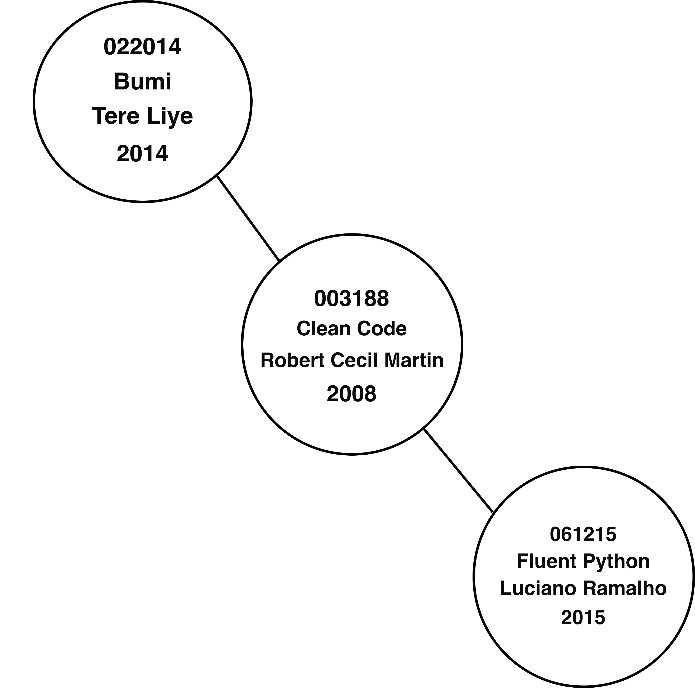 022014
Bumi
Tere Liye
2014
003188
Clean Code
Robert Cecil Martin
2008
061215
Fluent Python
Luciano Ramalho
2015